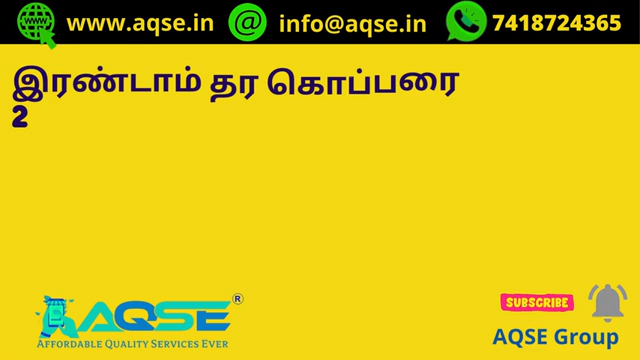 www.aqse.in info@aqse.in 7418724365
இரண்டாம் தர கொப்பரை
2
AQSE ®
AFFORDABLE QUALITY SERVICES EVER
SUBSCRIBE
AQSE Group